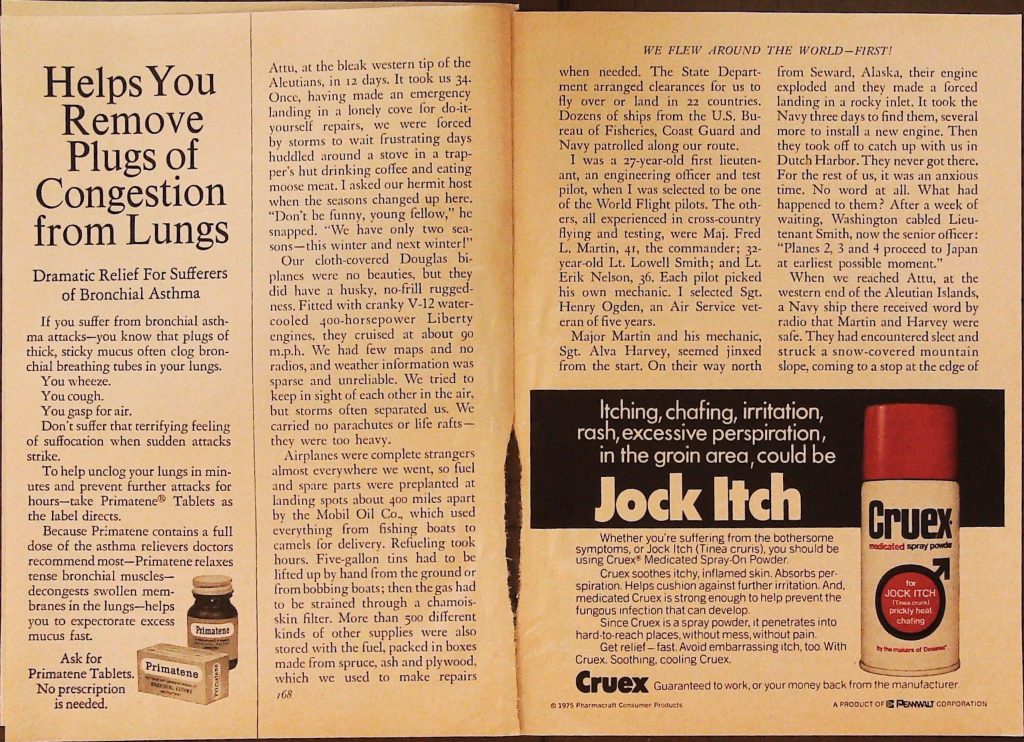 Helps You
Remove
Plugs of
Congestion
from Lungs
Dramatic Relief For Sufferers
of Bronchial Asthma
If you suffer from bronchial asth-
ma attacks—you know that plugs of
thick, sticky mucus often clog bron-
chial breathing tubes in your lungs.
You wheeze.
You cough.
You gasp for air.
Don't suffer that terrifying feeling
of suffocation when sudden attacks
strike.
To help unclog your lungs in min-
utes and prevent further attacks for
hours—take Primatene® Tablets as
the label directs.
Because Primatene contains a full
dose of the asthma relievers doctors
recommend most—Primatene relaxes
tense bronchial muscles—
decongests swollen mem-
branes in the lungs—helps
you to expectorate excess
mucus fast.
Ask for
Primatene Tablets.
No prescription
is needed.
Primatene
Primatene
BRONCHIAL ASTHMA
Attu, at the bleak western tip of the
Aleutians, in 12 days. It took us 34.
Once, having made an emergency
landing in a lonely cove for do-it-
yourself repairs, we were forced
by storms to wait frustrating days
huddled around a stove in a trap-
per's hut drinking coffee and eating
moose meat. I asked our hermit host
when the seasons changed up here.
"Don't be funny, young fellow," he
snapped. "We have only two sea-
sons—this winter and next winter!"
Our cloth-covered Douglas bi-
planes were no beauties, but they
did have a husky, no-frill rugged-
ness. Fitted with cranky V-12 water-
cooled 400-horsepower Liberty
engines, they cruised at about 90
m.p.h. We had few maps and no
radios, and weather information was
sparse and unreliable. We tried to
keep in sight of each other in the air,
but storms often separated us. We
carried no parachutes or life rafts—
they were too heavy.
Airplanes were complete strangers
almost everywhere we went, so fuel
and spare parts were preplanted at
landing spots about 400 miles apart
by the Mobil Oil Co., which used
everything from fishing boats to
camels for delivery. Refueling took
hours. Five-gallon tins had to be
lifted up by hand from the ground or
from bobbing boats; then the gas had
to be strained through a chamois-
skin filter. More than 500 different
kinds of other supplies were also
stored with the fuel, packed in boxes
made from spruce, ash and plywood,
which we used to make repairs
168
WE FLEW AROUND THE WORLD—FIRST!
when needed. The State Depart-
ment arranged clearances for us to
fly over or land in 22 countries.
Dozens of ships from the U.S. Bu-
reau of Fisheries, Coast Guard and
Navy patrolled along our route.
I was a 27-year-old first lieuten-
ant, an engineering officer and test
pilot, when I was selected to be one
of the World Flight pilots. The oth-
ers, all experienced in cross-country
flying and testing, were Maj. Fred
L. Martin, 41, the commander; 32-
year-old Lt. Lowell Smith; and Lt.
Erik Nelson, 36. Each pilot picked
his own mechanic. I selected Sgt.
Henry Ogden, an Air Service vet-
eran of five years.
Major Martin and his mechanic,
Sgt. Alva Harvey, seemed jinxed
from the start. On their way north
from Seward, Alaska, their engine
exploded and they made a forced
landing in a rocky inlet. It took the
Navy three days to find them, several
more to install a new engine. Then
they took off to catch up with us in
Dutch Harbor. They never got there.
For the rest of us, it was an anxious
time. No word at all. What had
happened to them? After a week of
waiting, Washington cabled Lieu-
tenant Smith, now the senior officer:
"Planes 2, 3 and 4 proceed to Japan
at earliest possible moment."
When we reached Attu, at the
western end of the Aleutian Islands,
a Navy ship there received word by
radio that Martin and Harvey were
safe. They had encountered sleet and
struck a snow-covered mountain
slope, coming to a stop at the edge of
Itching, chafing, irritation,
rash, excessive perspiration,
in the groin area, could be
Jock Itch
Whether you're suffering from the bothersome
symptoms, or Jock Itch (Tinea cruris), you should be
using Cruex® Medicated Spray-On Powder.
Cruex soothes itchy, inflamed skin. Absorbs per-
spiration. Helps cushion against further irritation. And,
medicated Cruex is strong enough to help prevent the
fungous infection that can develop.
Since Cruex is a spray powder, it penetrates into
hard-to-reach places, without mess, without pain.
Get relief—fast. Avoid embarrassing itch, too. With
Cruex. Soothing, cooling Cruex.
Cruex Guaranteed to work, or your money back from the manufacturer.
© 1975 Pharmacraft Consumer Products
A PRODUCT OF PENNWALT CORPORATION
Cruex
medicated spray powder
for
JOCK ITCH
(Tinea cruris)
prickly heat
chafing
by the makers of Desenex